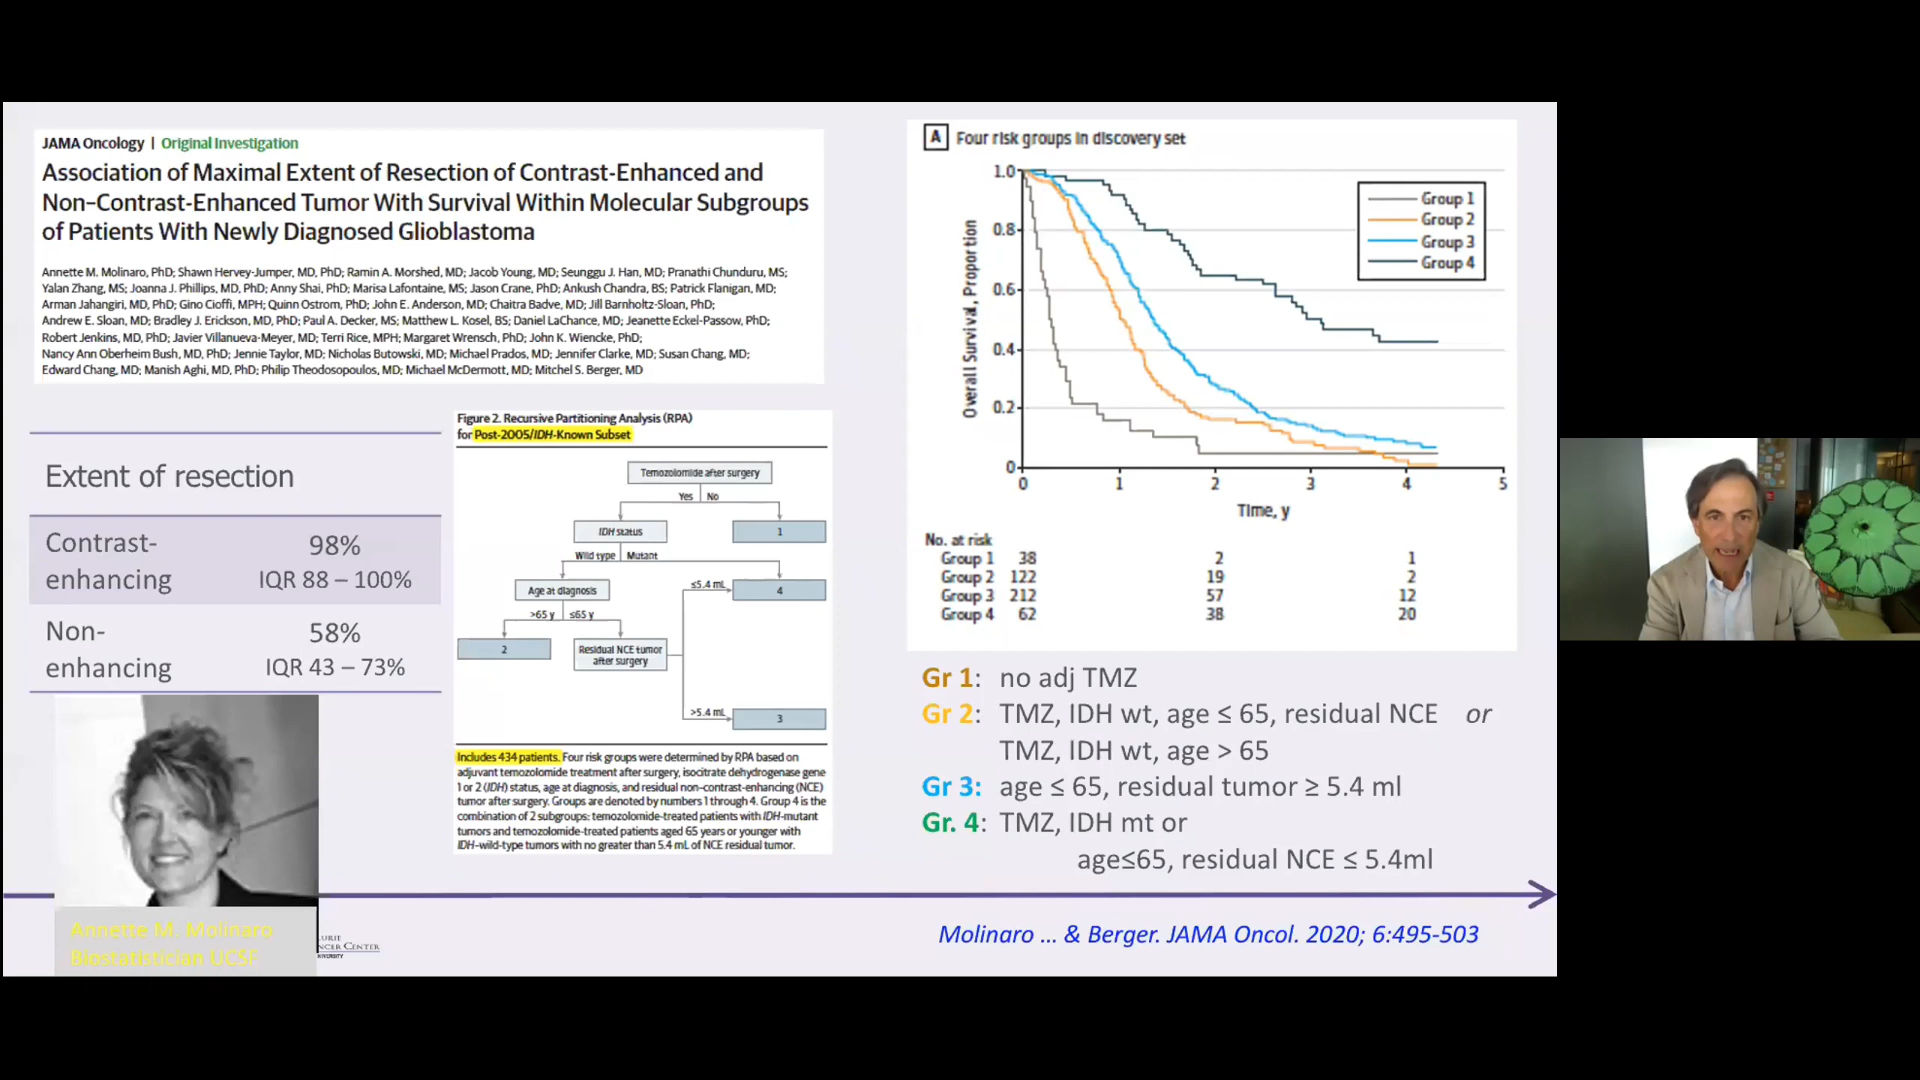 JAMA Oncology | Original Investigation
Association of Maximal Extent of Resection of Contrast-Enhanced and
Non–Contrast-Enhanced Tumor With Survival Within Molecular Subgroups
of Patients With Newly Diagnosed Glioblastoma
Annette M. Molinaro, PhD; Shawn Hervey-Jumper, MD, PhD; Ramin A. Morshed, MD; Jacob Young, MD; Seunggu J. Han, MD; Pranathi Chunduru, MS;
Yalan Zhang, MS; Joanna J. Phillips, MD, PhD; Anny Shai, PhD; Marisa Lafontaine, MS; Jason Crane, PhD; Ankush Chandra, BS; Patrick Flanigan, MD;
Arman Jahangiri, MD, PhD; Gino Cioffi, MPH; Quinn Ostrom, PhD; John E. Anderson, MD; Chaitra Badve, MD; Jill Barnholtz-Sloan, PhD;
Andrew E. Sloan, MD; Bradley J. Erickson, MD, PhD; Paul A. Decker, MS; Matthew L. Kosel, BS; Daniel LaChance, MD; Jeanette Eckel-Passow, PhD;
Robert Jenkins, MD, PhD; Javier Villanueva-Meyer, MD; Terri Rice, MPH; Margaret Wrensch, PhD; John K. Wiencke, PhD;
Nancy Ann Oberheim Bush, MD, PhD; Jennie Taylor, MD; Nicholas Butowski, MD; Michael Prados, MD; Jennifer Clarke, MD; Susan Chang, MD;
Edward Chang, MD; Manish Aghi, MD, PhD; Philip Theodosopoulos, MD; Michael McDermott, MD; Mitchel S. Berger, MD
Extent of resection
Contrast-enhancing 98%
IQR 88 – 100%
Non-enhancing 58%
IQR 43 – 73%
Figure 2. Recursive Partitioning Analysis (RPA)
for Post-2005/IDH-Known Subset
Temozolomide after surgery
Yes No
IDH status
1
Wild type Mutant
Age at diagnosis
≤5.4 mL
4
>65 y ≤65 y
2
Residual NCE tumor
after surgery
>5.4 mL
3
Includes 434 patients. Four risk groups were determined by RPA based on
adjuvant temozolomide treatment after surgery, isocitrate dehydrogenase gene
1 or 2 (IDH) status, age at diagnosis, and residual non-contrast-enhancing (NCE)
tumor after surgery. Groups are denoted by numbers 1 through 4. Group 4 is the
combination of 2 subgroups: temozolomide-treated patients with IDH-mutant
tumors and temozolomide-treated patients aged 65 years or younger with
IDH-wild-type tumors with no greater than 5.4 mL of NCE residual tumor.
A Four risk groups in discovery set
Overall Survival, Proportion
1.0
0.8
0.6
0.4
0.2
0
Group 1
Group 2
Group 3
Group 4
0 1 2 3 4 5
Time, y
No. at risk
Group 1 38 2 1
Group 2 122 19 2
Group 3 212 57 12
Group 4 62 38 20
Gr 1: no adj TMZ
Gr 2: TMZ, IDH wt, age ≤ 65, residual NCE or
TMZ, IDH wt, age > 65
Gr 3: age ≤ 65, residual tumor ≥ 5.4 ml
Gr. 4: TMZ, IDH mt or
age≤65, residual NCE ≤ 5.4ml
Annette M. Molinaro
Biostatistician UCSF
URIE
NCER CENTER
IVERSITY
Molinaro ... & Berger. JAMA Oncol. 2020; 6:495-503